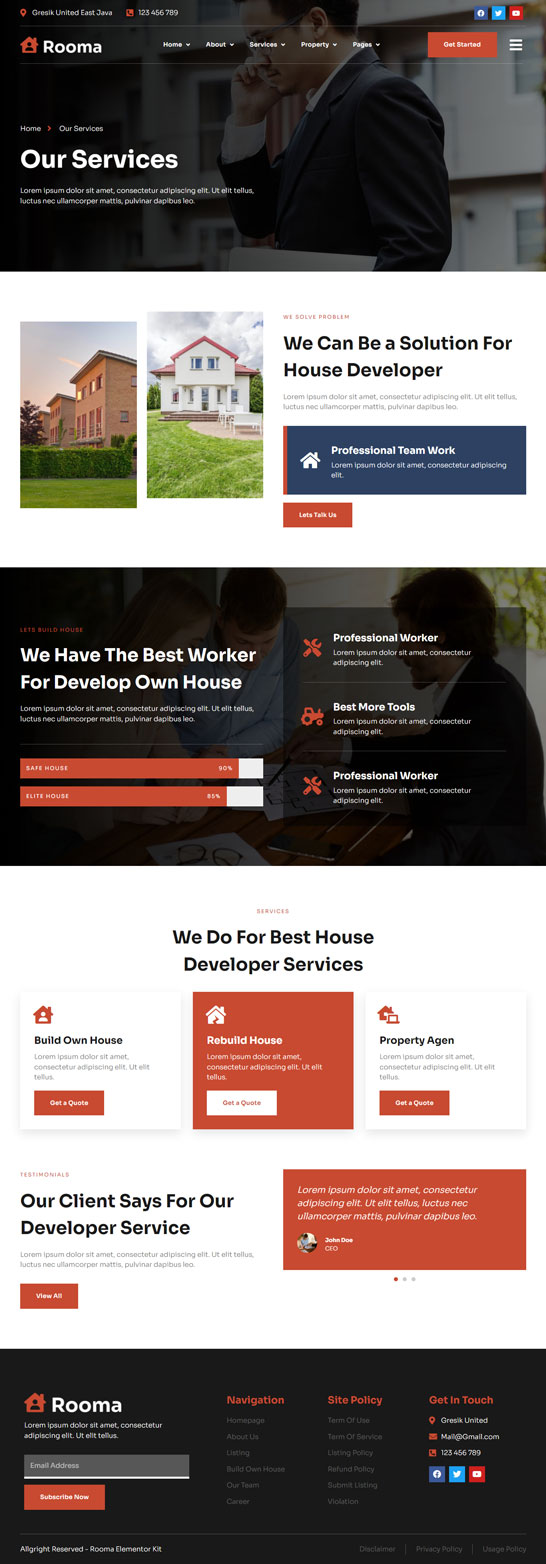 Gresik United East Java 123 456 789
Rooma Home About Services Property Pages Get Started
Home Our Services
Our Services
Lorem ipsum dolor sit amet, consectetur adipiscing elit. Ut elit tellus,
luctus nec ullamcorper mattis, pulvinar dapibus leo.
WE SOLVE PROBLEM
We Can Be a Solution For
House Developer
Lorem ipsum dolor sit amet, consectetur adipiscing elit. Ut elit tellus,
luctus nec ullamcorper mattis, pulvinar dapibus leo.
Professional Team Work
Lorem ipsum dolor sit amet, consectetur adipiscing
elit.
Lets Talk Us
LETS BUILD HOUSE
We Have The Best Worker
For Develop Own House
Lorem ipsum dolor sit amet, consectetur adipiscing elit. Ut elit tellus,
luctus nec ullamcorper mattis, pulvinar dapibus leo.
SAFE HOUSE 90%
ELITE HOUSE 85%
Professional Worker
Lorem ipsum dolor sit amet, consectetur
adipiscing elit.
Best More Tools
Lorem ipsum dolor sit amet, consectetur
adipiscing elit.
Professional Worker
Lorem ipsum dolor sit amet, consectetur
adipiscing elit.
SERVICES
We Do For Best House
Developer Services
Build Own House
Lorem ipsum dolor sit amet,
consectetur adipiscing elit. Ut elit
tellus.
Get a Quote
Rebuild House
Lorem ipsum dolor sit amet,
consectetur adipiscing elit. Ut elit
tellus.
Get a Quote
Property Agen
Lorem ipsum dolor sit amet,
consectetur adipiscing elit. Ut elit
tellus.
Get a Quote
TESTIMONIALS
Our Client Says For Our
Developer Service
Lorem ipsum dolor sit amet, consectetur adipiscing elit. Ut elit tellus,
luctus nec ullamcorper mattis, pulvinar dapibus leo.
View All
Lorem ipsum dolor sit amet, consectetur
adipiscing elit. Ut elit tellus, luctus nec
ullamcorper mattis, pulvinar dapibus leo.
John Doe
CEO
Rooma
Lorem ipsum dolor sit amet, consectetur
adipiscing elit. Ut elit tellus.
Email Address
Subscribe Now
Navigation
Homepage
About Us
Listing
Build Own House
Our Team
Career
Site Policy
Term Of Use
Term Of Service
Listing Policy
Refund Policy
Submit Listing
Violation
Get In Touch
Gresik United
Mail@Gmail.com
123 456 789
Allgright Reserved - Rooma Elementor Kit
Disclaimer Privacy Policy Usage Policy